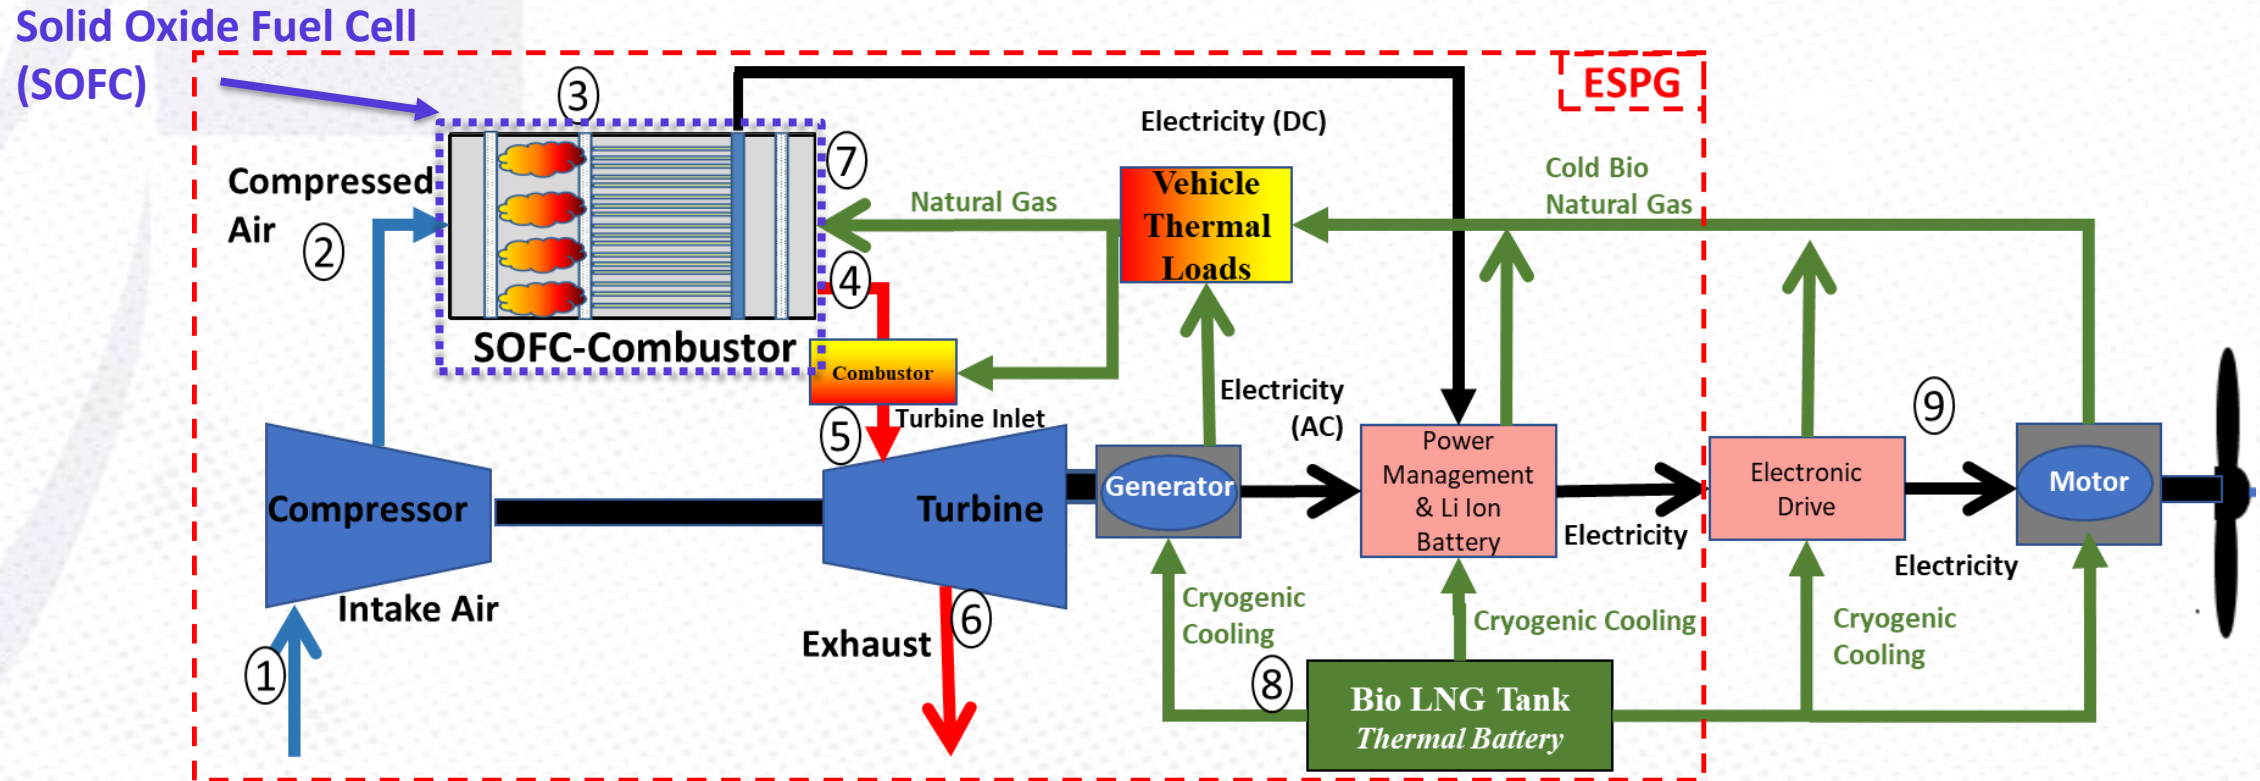 Solid Oxide Fuel Cell
(SOFC)
ESPG
3
Electricity (DC)
7
Cold Bio
Natural Gas
Compressed
Air
2
Natural Gas
Vehicle
Thermal
Loads
4
SOFC-Combustor
Combustor
Electricity
(AC)
5
Turbine Inlet
9
Compressor
Turbine
Generator
Power
Management
& Li Ion
Battery
Electricity
Electronic
Drive
Electricity
Motor
Intake Air
1
Exhaust
6
Cryogenic
Cooling
Cryogenic Cooling
Cryogenic
Cooling
8
Bio LNG Tank
Thermal Battery